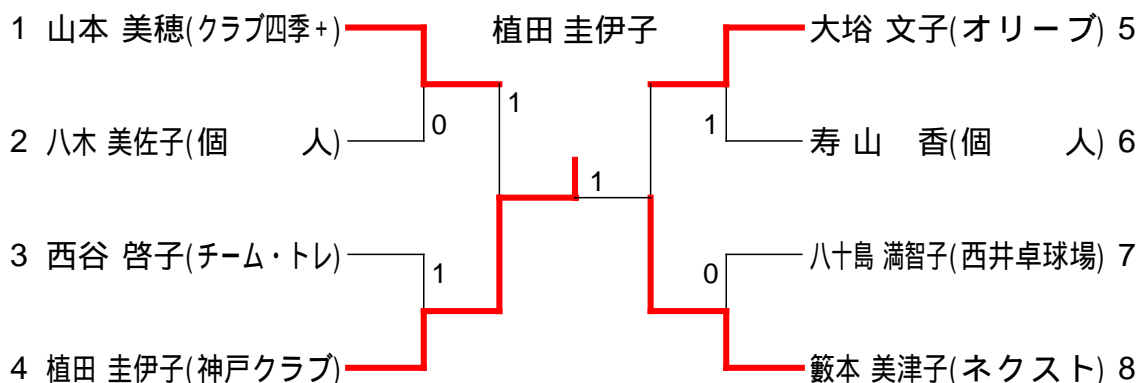 1 山本 美穂(クラブ四季+)
植田 圭伊子
大塉 文子(オリーブ) 5
0
1
1
2 八木 美佐子(個 人)
寿 山 香(個 人) 6
1
3 西谷 啓子(チーム・トレ)
八十島 満智子(西井卓球場) 7
1
0
4 植田 圭伊子(神戸クラブ)
籔本 美津子(ネクスト) 8